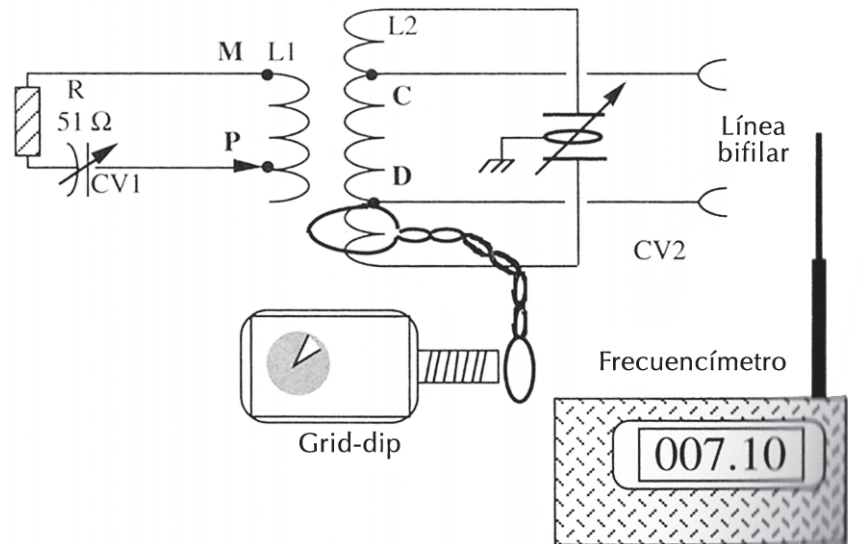 M L1
L2
R
51 Ω
C
P
CV1
D
Línea
bifilar
CV2
Frecuencímetro
Grid-dip
007.10